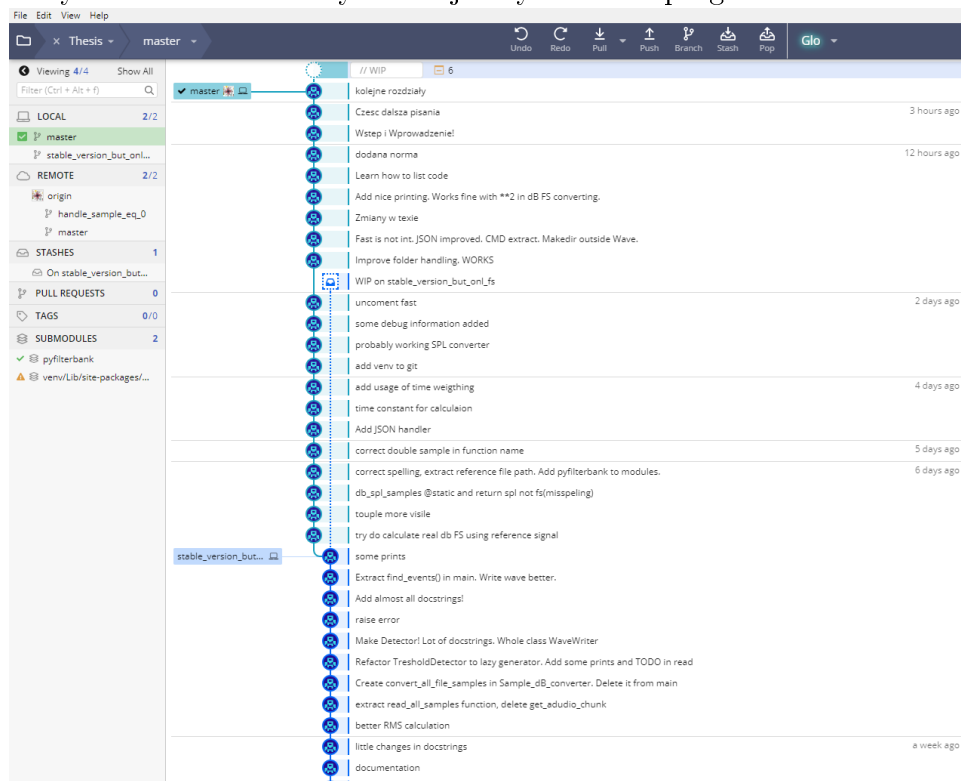 File Edit View Help
× Thesis master
Undo Redo Pull Push Branch Stash Pop Glo
Viewing 4/4 Show All
Filter (Ctrl + Alt + f)
LOCAL 2/2
master
stable_version_but_onl...
REMOTE 2/2
origin
handle_sample_eq_0
master
STASHES 1
On stable_version_but...
PULL REQUESTS 0
TAGS 0/0
SUBMODULES 2
pyfilterbank
venv/Lib/site-packages/...
// WIP 6
master kolejne rozdziały
Czesc dalsza pisania 3 hours ago
Wstep i Wprowadzenie!
dodana norma 12 hours ago
Learn how to list code
Add nice printing. Works fine with **2 in dB FS converting.
Zmiany w texie
Fast is not int. JSON improved. CMD extract. Makedir outside Wave.
Improve folder handling. WORKS
WIP on stable_version_but_onl_fs
uncoment fast 2 days ago
some debug information added
probably working SPL converter
add venv to git
add usage of time weigthing 4 days ago
time constant for calculaion
Add JSON handler
correct double sample in function name 5 days ago
correct spelling, extract reference file path. Add pyfilterbank to modules. 6 days ago
db_spl_samples @static and return spl not fs(misspeling)
touple more visile
try do calculate real db FS using reference signal
stable_version_but... some prints
Extract find_events() in main. Write wave better.
Add almost all docstrings!
raise error
Make Detector! Lot of docstrings. Whole class WaveWriter
Refactor TresholdDetector to lazy generator. Add some prints and TODO in read
Create convert_all_file_samples in Sample_dB_converter. Delete it from main
extract read_all_samples function, delete get_adudio_chunk
better RMS calculation
little changes in docstrings a week ago
documentation